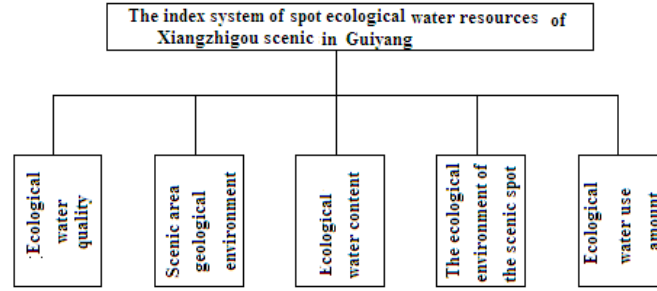 The index system of spot ecological water resources of
Xiangzhigou scenic in Guiyang
Ecological
water
quality
Scenic area
geological
environment
Ecological
water content
The ecological
environment of
the scenic spot
Ecological
water use
amount